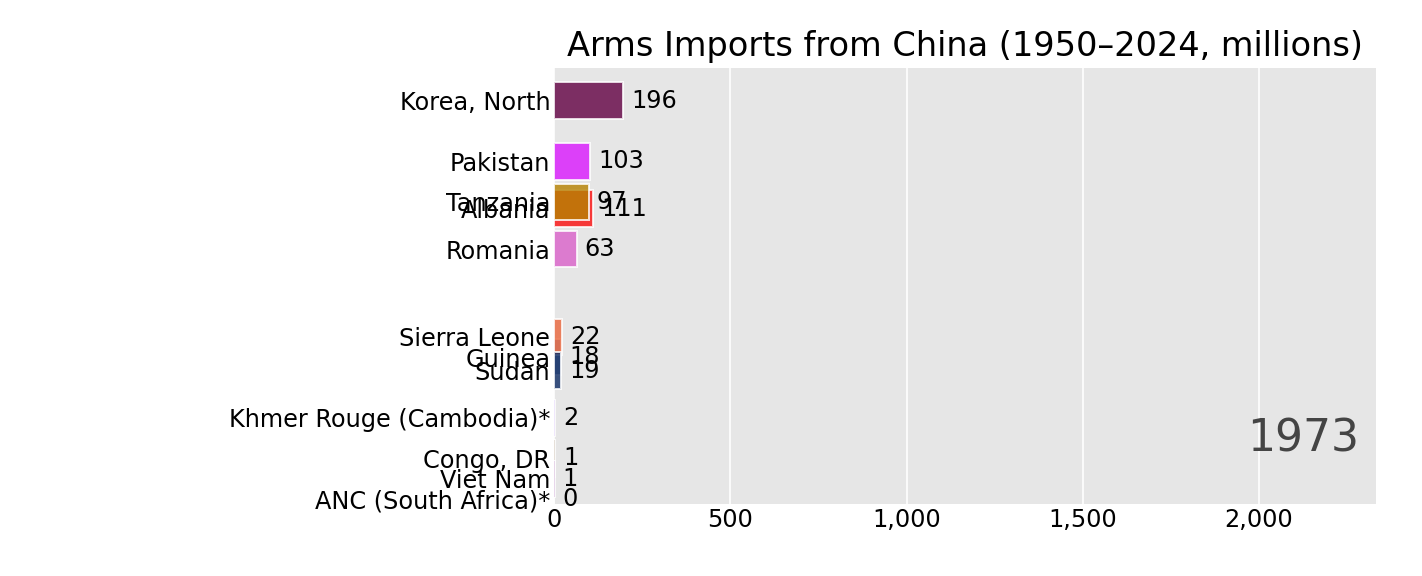 Arms Imports from China (1950–2024, millions)
Korea, North 196
Pakistan 103
Tanzania 97
Albania 111
Romania 63
Sierra Leone 22
Guinea 18
Sudan 19
Khmer Rouge (Cambodia)* 2
Congo, DR 1
Viet Nam 1
ANC (South Africa)* 0
1973
0 500 1,000 1,500 2,000